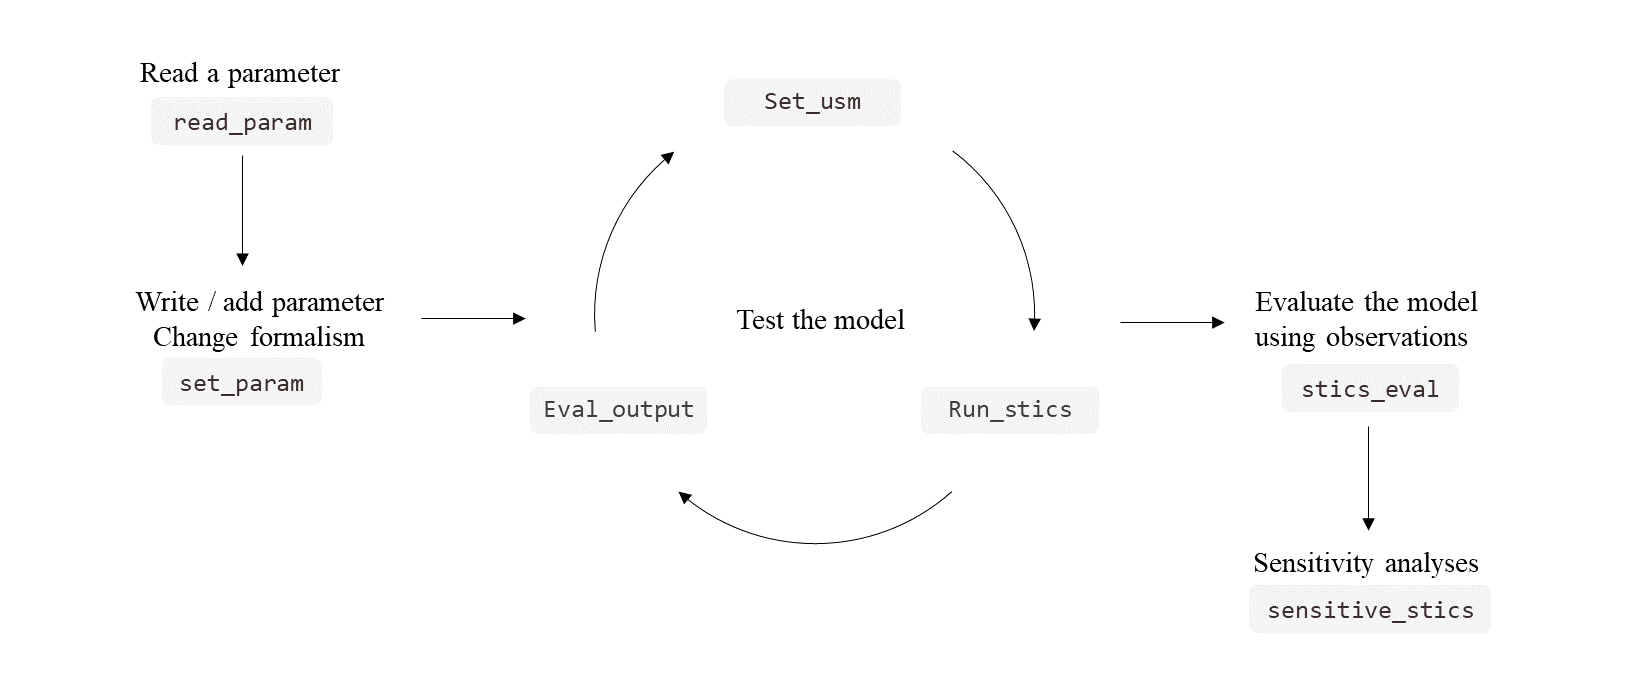 Read a parameter
read_param
Write / add parameter
Change formalism
set_param
Set_usm
Test the model
Eval_output
Run_stics
Evaluate the model
using observations
stics_eval
Sensitivity analyses
sensitive_stics